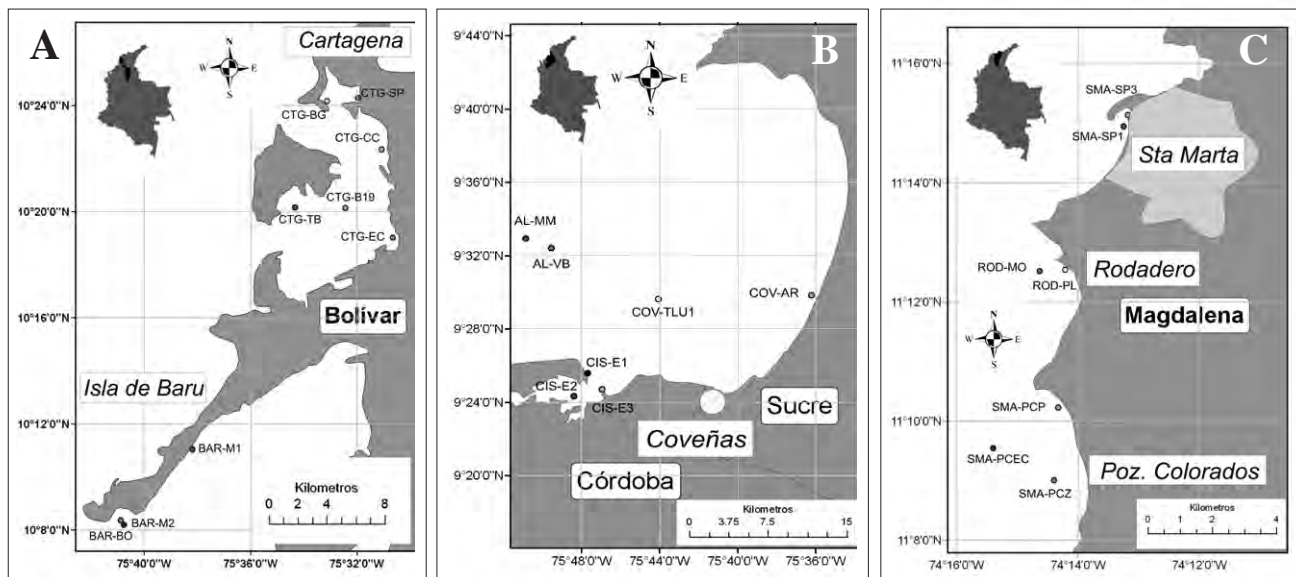 A
Cartagena
N
W E
S
10°24'0"N
CTG-SP
CTG-BG
CTG-CC
CTG-B19
CTG-TB
10°20'0"N
CTG-EC
10°16'0"N
Bolívar
Isla de Baru
10°12'0"N
BAR-M1
Kilometros
0 2 4 8
10°8'0"N
BAR-M2
BAR-BO
75°40'0"W
75°36'0"W
75°32'0"W
B
9°44'0"N
N
W E
S
9°40'0"N
9°36'0"N
AL-MM
9°32'0"N
AL-VB
COV-AR
COV-TLU1
9°28'0"N
CIS-E1
CIS-E2
CIS-E3
9°24'0"N
Sucre
Coveñas
9°20'0"N
Córdoba
Kilometros
0 3.75 7.5 15
75°48'0"W
75°44'0"W
75°40'0"W
75°36'0"W
C
11°16'0"N
SMA-SP3
SMA-SP1
Sta Marta
11°14'0"N
ROD-MO
ROD-PL
Rodadero
11°12'0"N
Magdalena
N
W E
S
11°10'0"N
SMA-PCP
SMA-PCEC
Poz. Colorados
SMA-PCZ
Kilometros
0 1 2 4
11°8'0"N
74°16'0"W
74°14'0"W
74°12'0"W